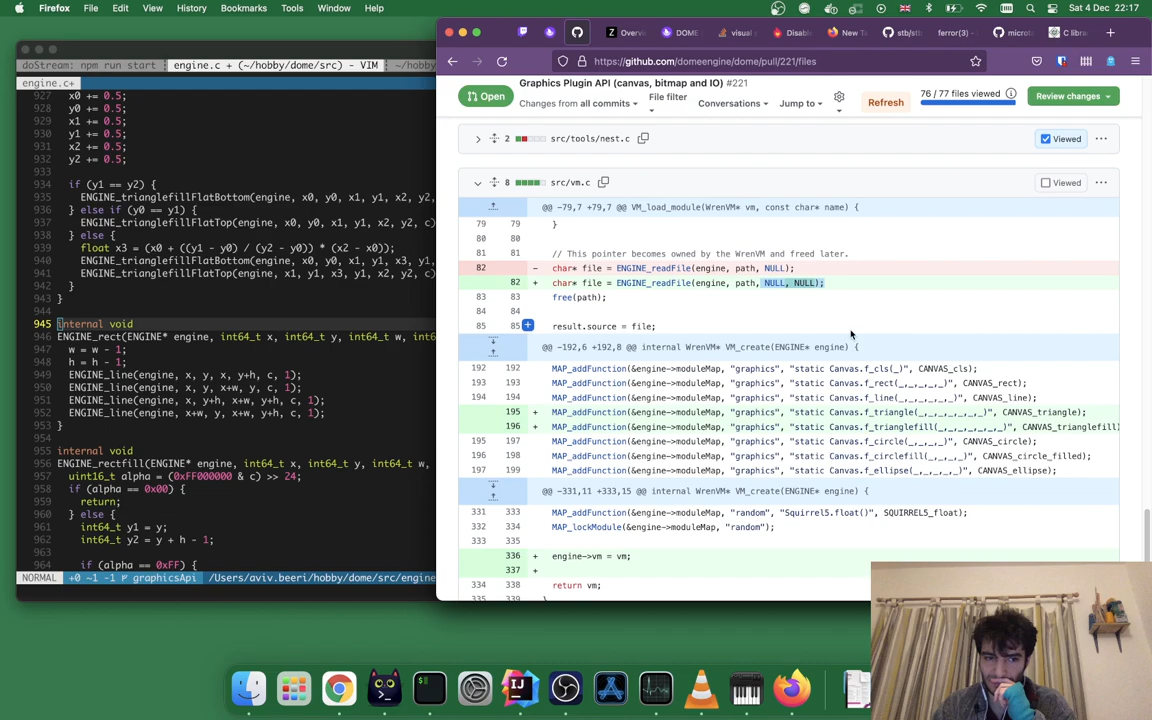 Firefox File Edit View History Bookmarks Tools Window Help
Sat 4 Dec 22:17
doStream: npm run start
engine.c + (~/hobby/dome/src) - VIM
~/hobby
engine.c+
927 x0 += 0.5;
928 y0 += 0.5;
929 x1 += 0.5;
930 y1 += 0.5;
931 x2 += 0.5;
932 y2 += 0.5;
933
934 if (y1 == y2) {
935 ENGINE_trianglefillFlatBottom(engine, x0, y0, x1, y1, x2, y2,
936 } else if (y0 == y1) {
937 ENGINE_trianglefillFlatTop(engine, x0, y0, x1, y1, x2, y2, c)
938 } else {
939 float x3 = (x0 + ((y1 - y0) / (y2 - y0)) * (x2 - x0));
940 ENGINE_trianglefillFlatBottom(engine, x0, y0, x1, y1, x3, y1,
941 ENGINE_trianglefillFlatTop(engine, x1, y1, x3, y1, x2, y2, c)
942 }
943 }
944
945 internal void
946 ENGINE_rect(ENGINE* engine, int64_t x, int64_t y, int64_t w, int6
947 w = w - 1;
948 h = h - 1;
949 ENGINE_line(engine, x, y, x, y+h, c, 1);
950 ENGINE_line(engine, x, y, x+w, y, c, 1);
951 ENGINE_line(engine, x, y+h, x+w, y+h, c, 1);
952 ENGINE_line(engine, x+w, y, x+w, y+h, c, 1);
953 }
954
955 internal void
956 ENGINE_rectfill(ENGINE* engine, int64_t x, int64_t y, int64_t w,
957 uint16_t alpha = (0xFF000000 & c) >> 24;
958 if (alpha == 0x00) {
959 return;
960 } else {
961 int64_t y1 = y;
962 int64_t y2 = y + h - 1;
963
964 if (alpha == 0xFF) {
NORMAL +0 ~1 -1 graphicsApi /Users/aviv.beeri/hobby/dome/src/engine
Overv
DOME
visual
Disable
New Ta
stb/stb
ferror(3) -
microta
C libra
https://github.com/domeengine/dome/pull/221/files
Open
Graphics Plugin API (canvas, bitmap and IO) #221
Changes from all commits
File filter
Conversations
Jump to
Refresh
76 / 77 files viewed
Review changes
2 src/tools/nest.c
Viewed
8 src/vm.c
Viewed
@@ -79,7 +79,7 @@ VM_load_module(WrenVM* vm, const char* name) {
79 79 }
80 80
81 81 // This pointer becomes owned by the WrenVM and freed later.
82 - char* file = ENGINE_readFile(engine, path, NULL);
82 + char* file = ENGINE_readFile(engine, path, NULL, NULL);
83 83 free(path);
84 84
85 85 result.source = file;
@@ -192,6 +192,8 @@ internal WrenVM* VM_create(ENGINE* engine) {
192 192 MAP_addFunction(&engine->moduleMap, "graphics", "static Canvas.f_cls(_)", CANVAS_cls);
193 193 MAP_addFunction(&engine->moduleMap, "graphics", "static Canvas.f_rect(_,_,_,_,_)", CANVAS_rect);
194 194 MAP_addFunction(&engine->moduleMap, "graphics", "static Canvas.f_line(_,_,_,_,_,_)", CANVAS_line);
195 + MAP_addFunction(&engine->moduleMap, "graphics", "static Canvas.f_triangle(_,_,_,_,_,_,_)", CANVAS_triangle);
196 + MAP_addFunction(&engine->moduleMap, "graphics", "static Canvas.f_trianglefill(_,_,_,_,_,_,_)", CANVAS_trianglefill)
195 197 MAP_addFunction(&engine->moduleMap, "graphics", "static Canvas.f_circle(_,_,_,_)", CANVAS_circle);
196 198 MAP_addFunction(&engine->moduleMap, "graphics", "static Canvas.f_circlefill(_,_,_,_)", CANVAS_circle_filled);
197 199 MAP_addFunction(&engine->moduleMap, "graphics", "static Canvas.f_ellipse(_,_,_,_,_)", CANVAS_ellipse);
@@ -331,11 +333,15 @@ internal WrenVM* VM_create(ENGINE* engine) {
331 333 MAP_addFunction(&engine->moduleMap, "random", "Squirrel5.float()", SQUIRREL5_float);
332 334 MAP_lockModule(&engine->moduleMap, "random");
333 335
336 + engine->vm = vm;
337 +
334 338 return vm;
335 339 }